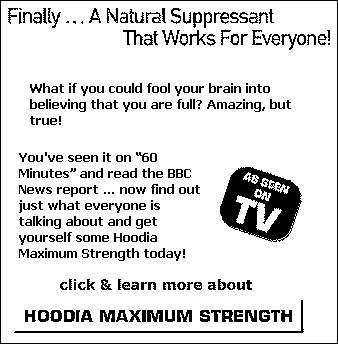 Finally ... A Natural Suppressant
That Works For Everyone!
What if you could fool your brain into
believing that you are full? Amazing, but
true!
You've seen it on “60
Minutes” and read the BBC
News report ... now find out
just what everyone is
talking about and get
yourself some Hoodia
Maximum Strength today!
AS SEEN
ON
TV
click & learn more about
HOODIA MAXIMUM STRENGTH